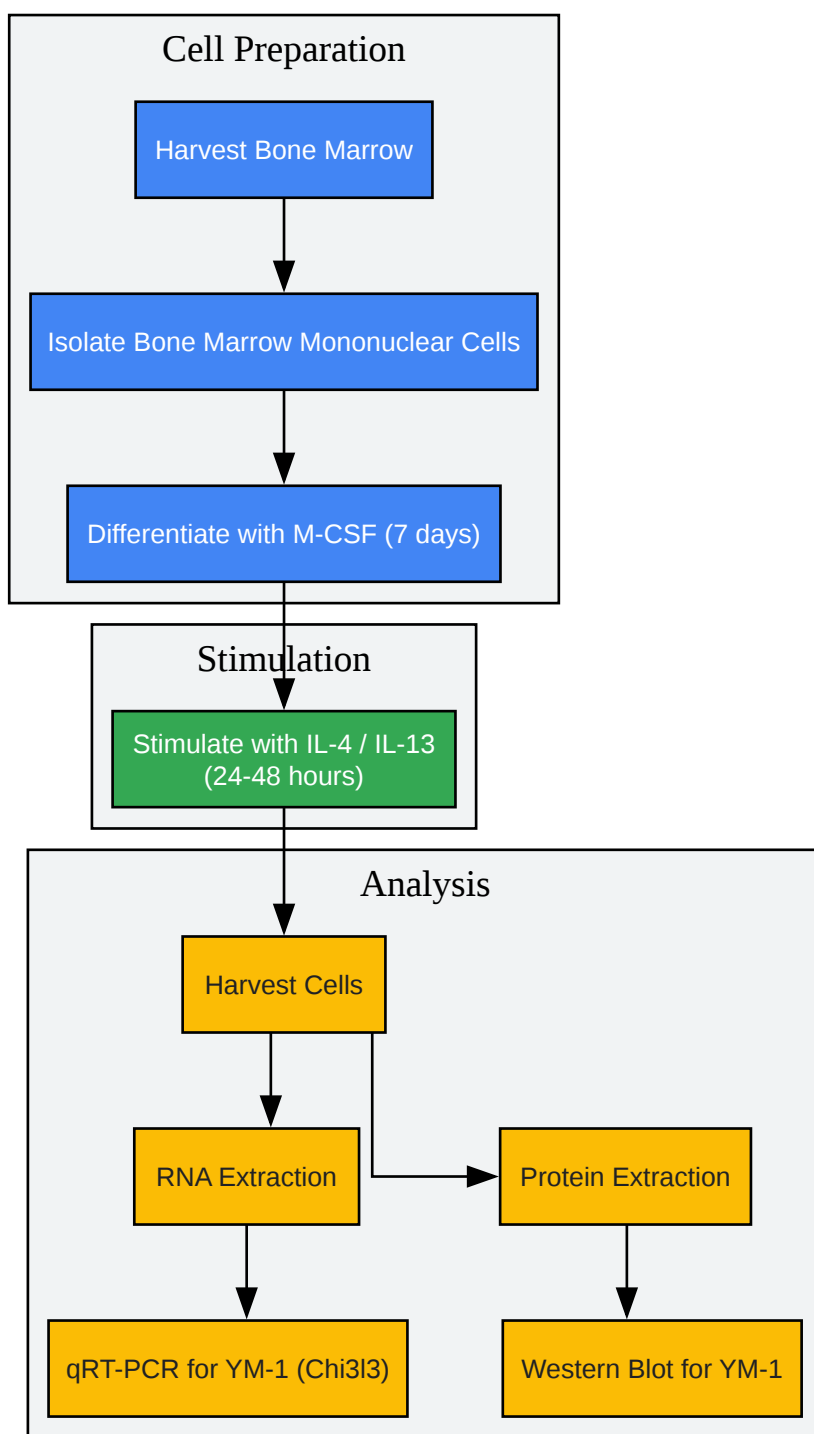 Cell Preparation
Harvest Bone Marrow
Isolate Bone Marrow Mononuclear Cells
Differentiate with M-CSF (7 days)
Stimulation
Stimulate with IL-4 / IL-13
(24-48 hours)
Analysis
Harvest Cells
RNA Extraction
Protein Extraction
qRT-PCR for YM-1 (Chi3l3)
Western Blot for YM-1